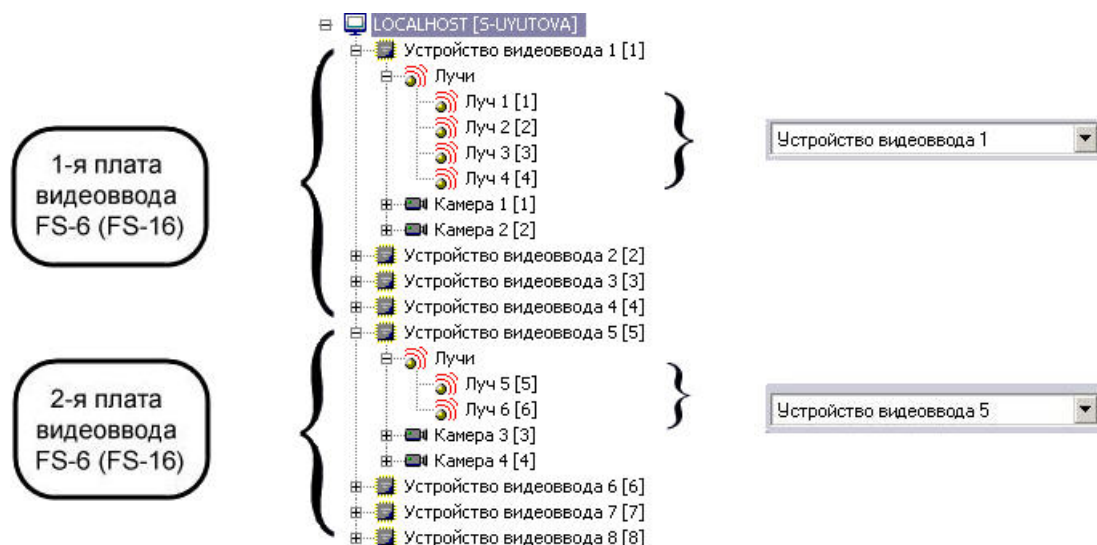 LOCALHOST [S-UYUTOVA]
Устройство видеоввода 1 [1]
Лучи
Луч 1 [1]
Луч 2 [2]
Луч 3 [3]
Луч 4 [4]
Камера 1 [1]
Камера 2 [2]
Устройство видеоввода 2 [2]
Устройство видеоввода 3 [3]
Устройство видеоввода 4 [4]
Устройство видеоввода 5 [5]
Лучи
Луч 5 [5]
Луч 6 [6]
Камера 3 [3]
Камера 4 [4]
Устройство видеоввода 6 [6]
Устройство видеоввода 7 [7]
Устройство видеоввода 8 [8]
1-я плата
видеоввода
FS-6 (FS-16)
2-я плата
видеоввода
FS-6 (FS-16)
Устройство видеоввода 1
Устройство видеоввода 5